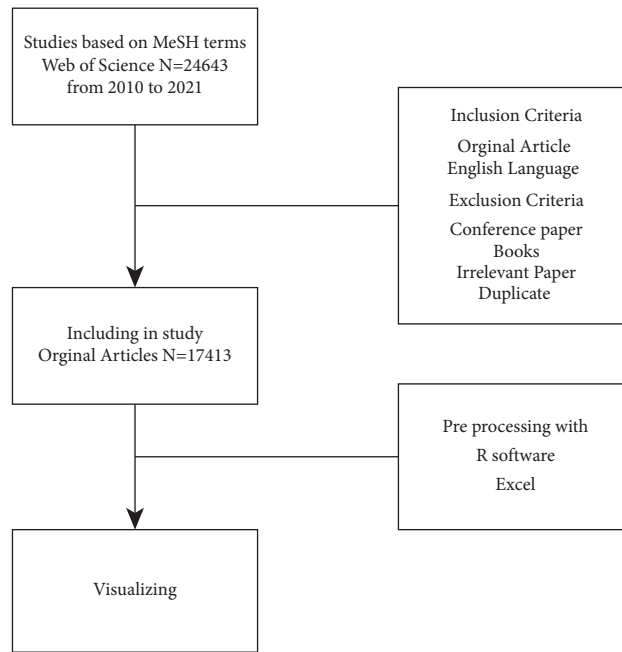 Studies based on MeSH terms
Web of Science N=24643
from 2010 to 2021
Inclusion Criteria
Orginal Article
English Language
Exclusion Criteria
Conference paper
Books
Irrelevant Paper
Duplicate
Including in study
Orginal Articles N=17413
Pre processing with
R software
Excel
Visualizing